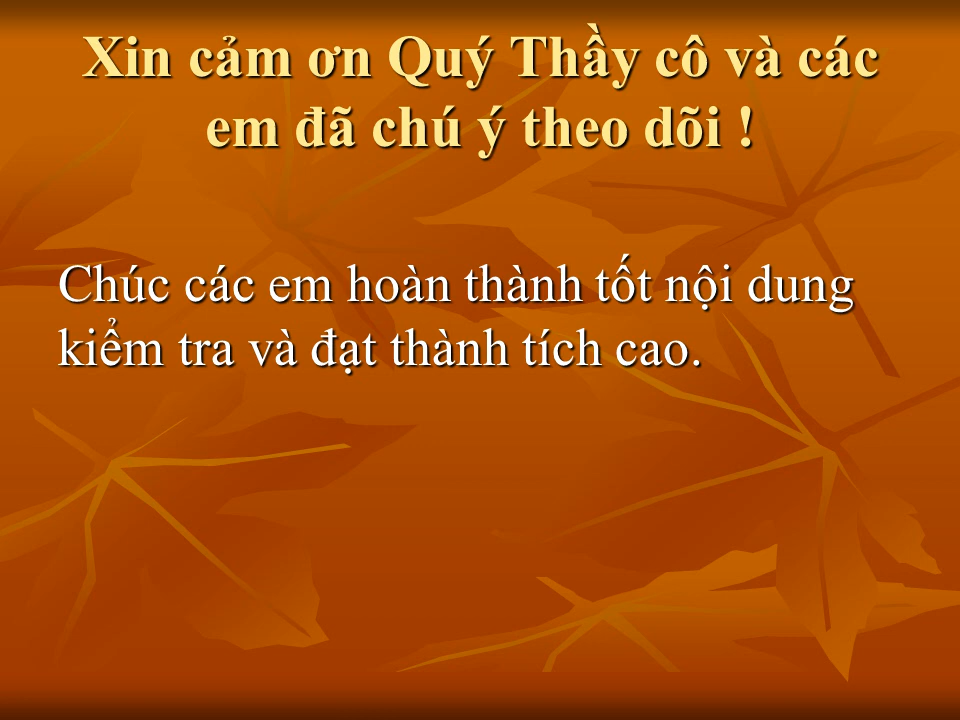 Xin cảm ơn Quý Thầy cô và các
em đã chú ý theo dõi !
Chúc các em hoàn thành tốt nội dung
kiểm tra và đạt thành tích cao.